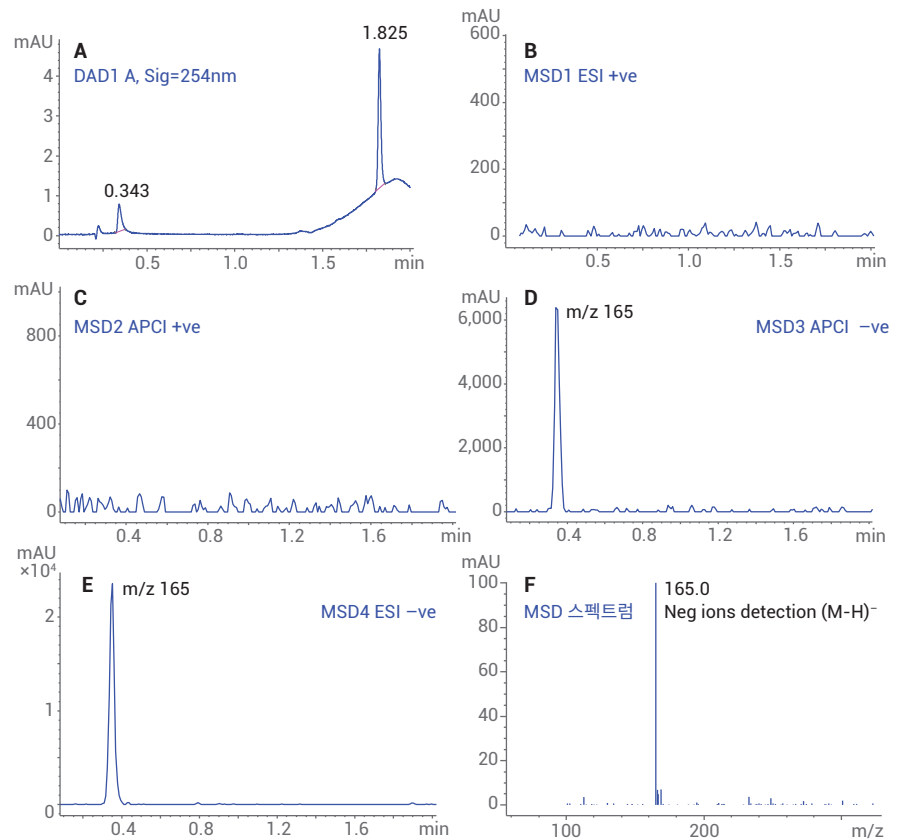 A
DAD1 A, Sig=254nm
mAU
4
3
2
1
0
0.343
1.825
0.5
1.0
1.5
min
B
MSD1 ESI +ve
mAU
600
400
200
0
0.5
1.0
1.5
min
C
MSD2 APCI +ve
mAU
800
400
0
0.4
0.8
1.2
1.6
min
D
m/z 165
MSD3 APCI –ve
mAU
6,000
4,000
2,000
0
0.4
0.8
1.2
1.6
min
E
m/z 165
MSD4 ESI –ve
mAU
×10⁴
2
1
0
0.4
0.8
1.2
1.6
min
F
165.0
MSD 스펙트럼
Neg ions detection (M-H)⁻
mAU
100
80
60
40
20
0
100
200
m/z